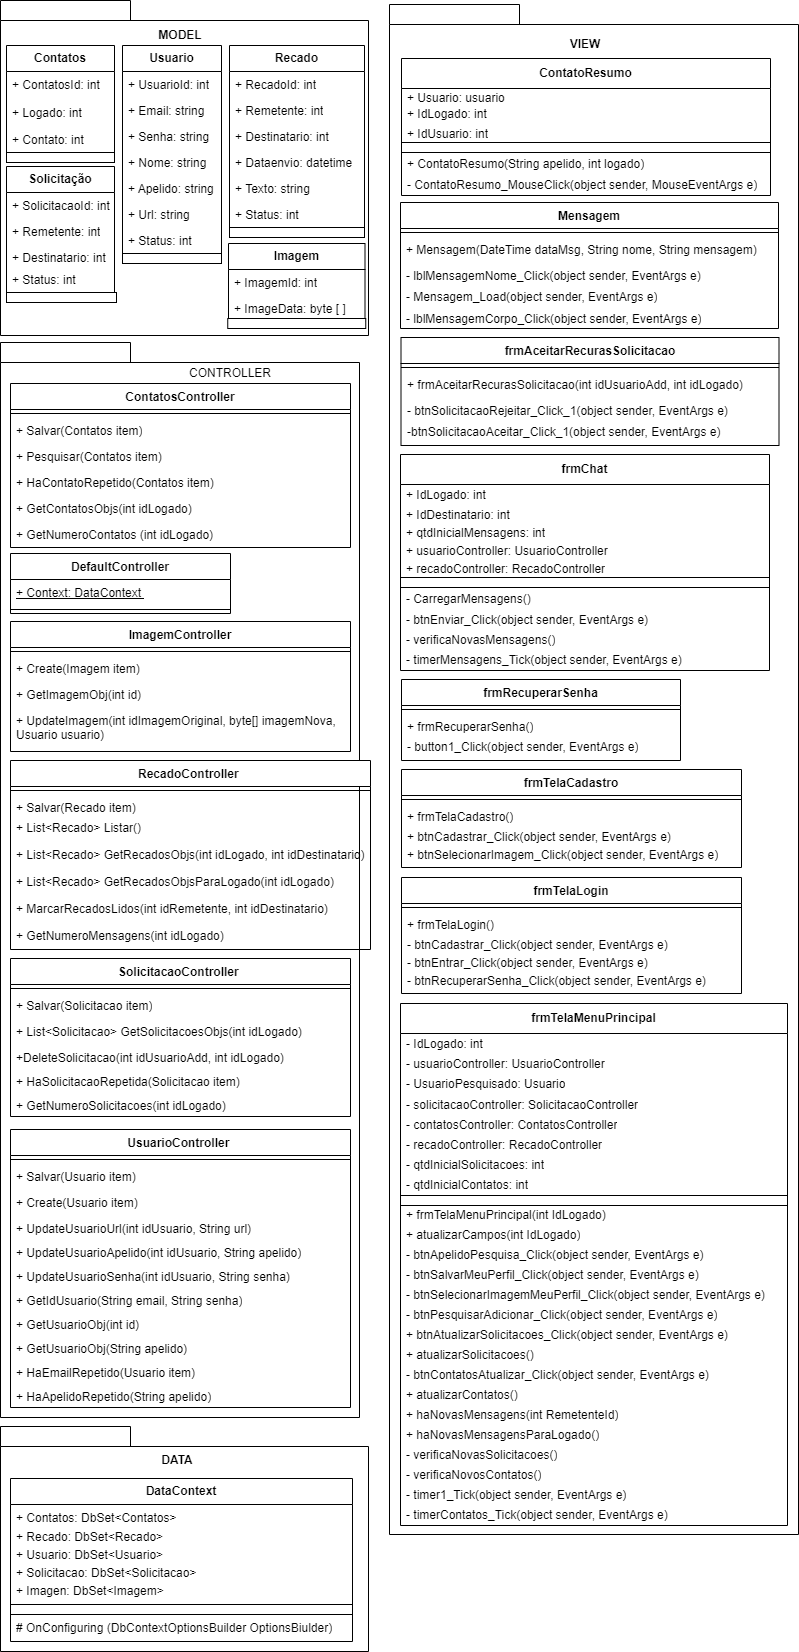 MODEL
Contatos
+ ContatosId: int
+ Logado: int
+ Contato: int
Usuario
+ UsuarioId: int
+ Email: string
+ Senha: string
+ Nome: string
+ Apelido: string
+ Url: string
+ Status: int
Recado
+ RecadoId: int
+ Remetente: int
+ Destinatario: int
+ Dataenvio: datetime
+ Texto: string
+ Status: int
Solicitação
+ SolicitacaoId: int
+ Remetente: int
+ Destinatario: int
+ Status: int
Imagem
+ ImagemId: int
+ ImageData: byte [ ]
CONTROLLER
ContatosController
+ Salvar(Contatos item)
+ Pesquisar(Contatos item)
+ HaContatoRepetido(Contatos item)
+ GetContatosObjs(int idLogado)
+ GetNumeroContatos (int idLogado)
DefaultController
+ Context: DataContext
ImagemController
+ Create(Imagem item)
+ GetImagemObj(int id)
+ UpdateImagem(int idImagemOriginal, byte[] imagemNova,
Usuario usuario)
RecadoController
+ Salvar(Recado item)
+ List<Recado> Listar()
+ List<Recado> GetRecadosObjs(int idLogado, int idDestinatario)
+ List<Recado> GetRecadosObjsParaLogado(int idLogado)
+ MarcarRecadosLidos(int idRemetente, int idDestinatario)
+ GetNumeroMensagens(int idLogado)
SolicitacaoController
+ Salvar(Solicitacao item)
+ List<Solicitacao> GetSolicitacoesObjs(int idLogado)
+DeleteSolicitacao(int idUsuarioAdd, int idLogado)
+ HaSolicitacaoRepetida(Solicitacao item)
+ GetNumeroSolicitacoes(int idLogado)
UsuarioController
+ Salvar(Usuario item)
+ Create(Usuario item)
+ UpdateUsuarioUrl(int idUsuario, String url)
+ UpdateUsuarioApelido(int idUsuario, String apelido)
+ UpdateUsuarioSenha(int idUsuario, String senha)
+ GetIdUsuario(String email, String senha)
+ GetUsuarioObj(int id)
+ GetUsuarioObj(String apelido)
+ HaEmailRepetido(Usuario item)
+ HaApelidoRepetido(String apelido)
DATA
DataContext
+ Contatos: DbSet<Contatos>
+ Recado: DbSet<Recado>
+ Usuario: DbSet<Usuario>
+ Solicitacao: DbSet<Solicitacao>
+ Imagen: DbSet<Imagem>
# OnConfiguring (DbContextOptionsBuilder OptionsBiulder)
VIEW
ContatoResumo
+ Usuario: usuario
+ IdLogado: int
+ IdUsuario: int
+ ContatoResumo(String apelido, int logado)
- ContatoResumo_MouseClick(object sender, MouseEventArgs e)
Mensagem
+ Mensagem(DateTime dataMsg, String nome, String mensagem)
- lblMensagemNome_Click(object sender, EventArgs e)
- Mensagem_Load(object sender, EventArgs e)
- lblMensagemCorpo_Click(object sender, EventArgs e)
frmAceitarRecurasSolicitacao
+ frmAceitarRecurasSolicitacao(int idUsuarioAdd, int idLogado)
- btnSolicitacaoRejeitar_Click_1(object sender, EventArgs e)
-btnSolicitacaoAceitar_Click_1(object sender, EventArgs e)
frmChat
+ IdLogado: int
+ IdDestinatario: int
+ qtdInicialMensagens: int
+ usuarioController: UsuarioController
+ recadoController: RecadoController
- CarregarMensagens()
- btnEnviar_Click(object sender, EventArgs e)
- verificaNovasMensagens()
- timerMensagens_Tick(object sender, EventArgs e)
frmRecuperarSenha
+ frmRecuperarSenha()
- button1_Click(object sender, EventArgs e)
frmTelaCadastro
+ frmTelaCadastro()
+ btnCadastrar_Click(object sender, EventArgs e)
+ btnSelecionarImagem_Click(object sender, EventArgs e)
frmTelaLogin
+ frmTelaLogin()
- btnCadastrar_Click(object sender, EventArgs e)
- btnEntrar_Click(object sender, EventArgs e)
- btnRecuperarSenha_Click(object sender, EventArgs e)
frmTelaMenuPrincipal
- IdLogado: int
- usuarioController: UsuarioController
- UsuarioPesquisado: Usuario
- solicitacaoController: SolicitacaoController
- contatosController: ContatosController
- recadoController: RecadoController
- qtdInicialSolicitacoes: int
- qtdInicialContatos: int
+ frmTelaMenuPrincipal(int IdLogado)
+ atualizarCampos(int IdLogado)
- btnApelidoPesquisa_Click(object sender, EventArgs e)
- btnSalvarMeuPerfil_Click(object sender, EventArgs e)
- btnSelecionarImagemMeuPerfil_Click(object sender, EventArgs e)
- btnPesquisarAdicionar_Click(object sender, EventArgs e)
+ btnAtualizarSolicitacoes_Click(object sender, EventArgs e)
+ atualizarSolicitacoes()
- btnContatosAtualizar_Click(object sender, EventArgs e)
+ atualizarContatos()
+ haNovasMensagens(int RemetenteId)
+ haNovasMensagensParaLogado()
- verificaNovasSolicitacoes()
- verificaNovosContatos()
- timer1_Tick(object sender, EventArgs e)
- timerContatos_Tick(object sender, EventArgs e)